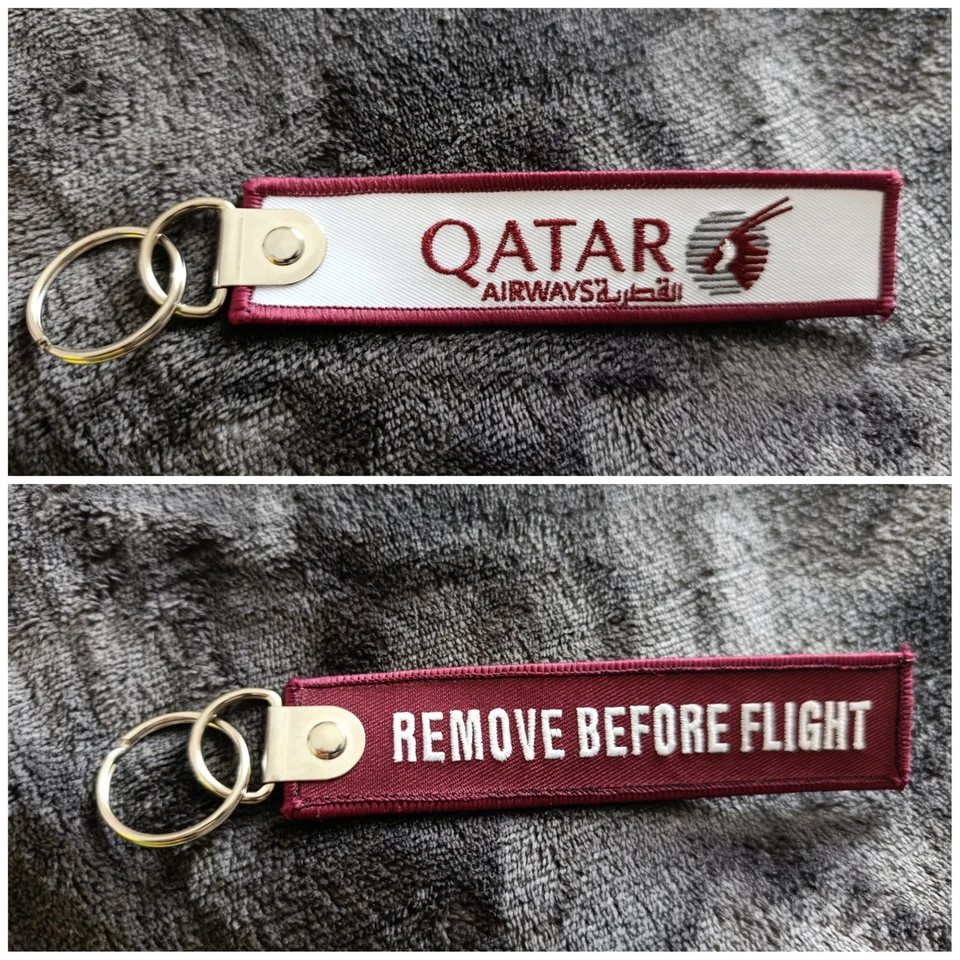 QATAR
AIRWAYS القطرية
REMOVE BEFORE FLIGHT